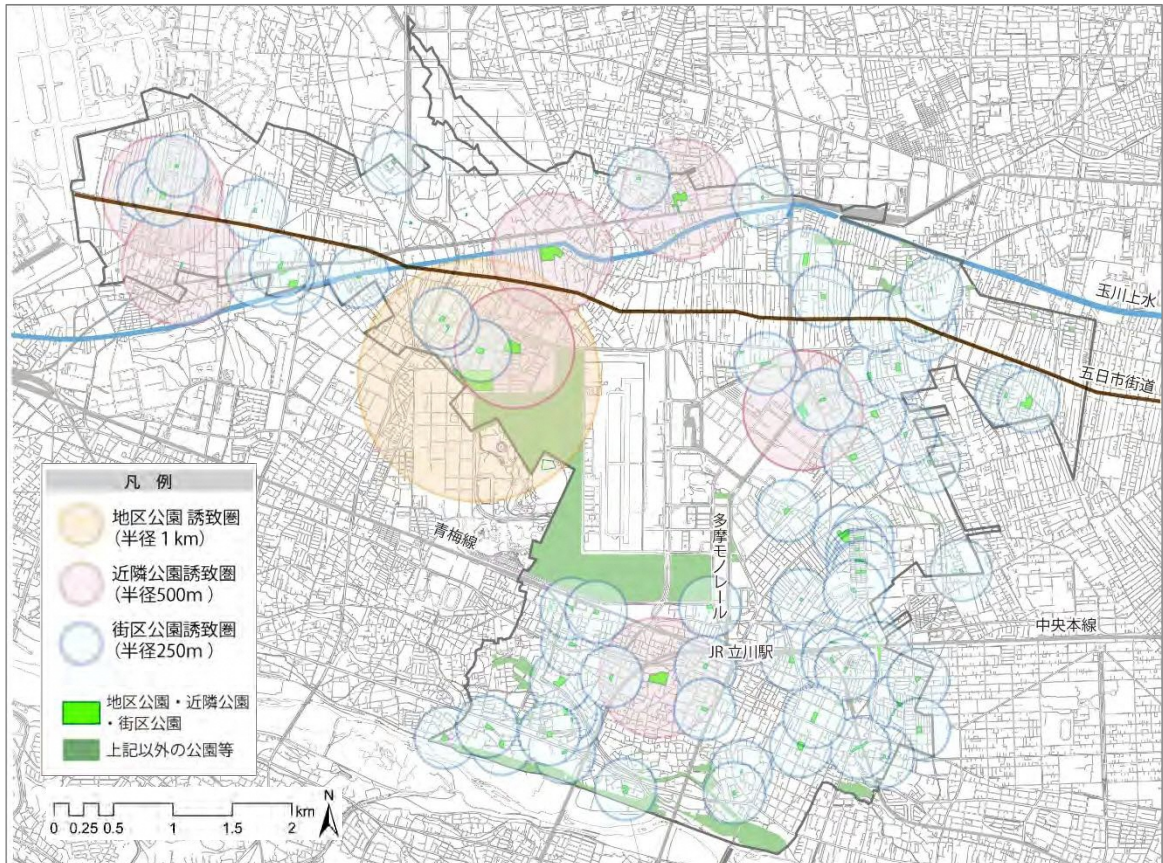 玉川上水
五日市街道
凡 例
地区公園 誘致圏
(半径 1 km)
近隣公園誘致圏
(半径500m )
街区公園誘致圏
(半径250m )
地区公園・近隣公園
・街区公園
上記以外の公園等
青梅線
多摩モノレール
中央本線
JR 立川駅
N
km
0 0.25 0.5 1 1.5 2